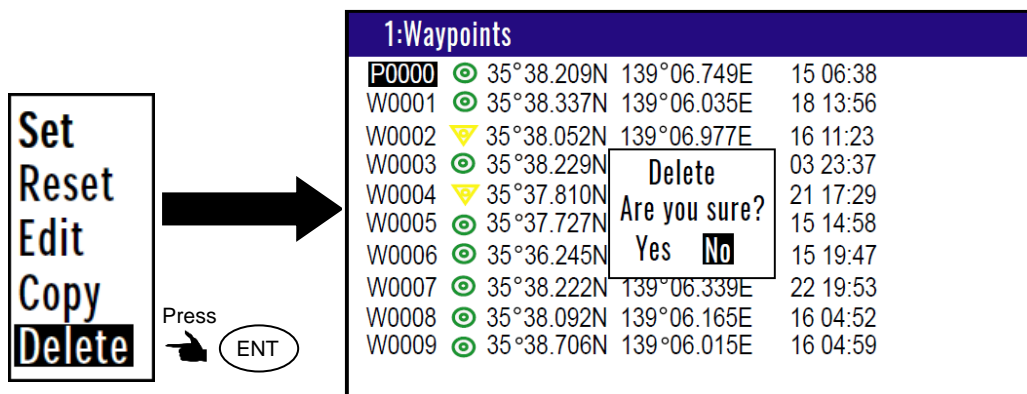 Set
Reset
Edit
Copy
Delete
Press
ENT
1:Waypoints
P0000 35°38.209N 139°06.749E 15 06:38
W0001 35°38.337N 139°06.035E 18 13:56
W0002 35°38.052N 139°06.977E 16 11:23
W0003 35°38.229N 03 23:37
W0004 35°37.810N 21 17:29
W0005 35°37.727N 15 14:58
W0006 35°36.245N 15 19:47
W0007 35°38.222N 139°06.339E 22 19:53
W0008 35°38.092N 139°06.165E 16 04:52
W0009 35°38.706N 139°06.015E 16 04:59
Delete
Are you sure?
Yes No